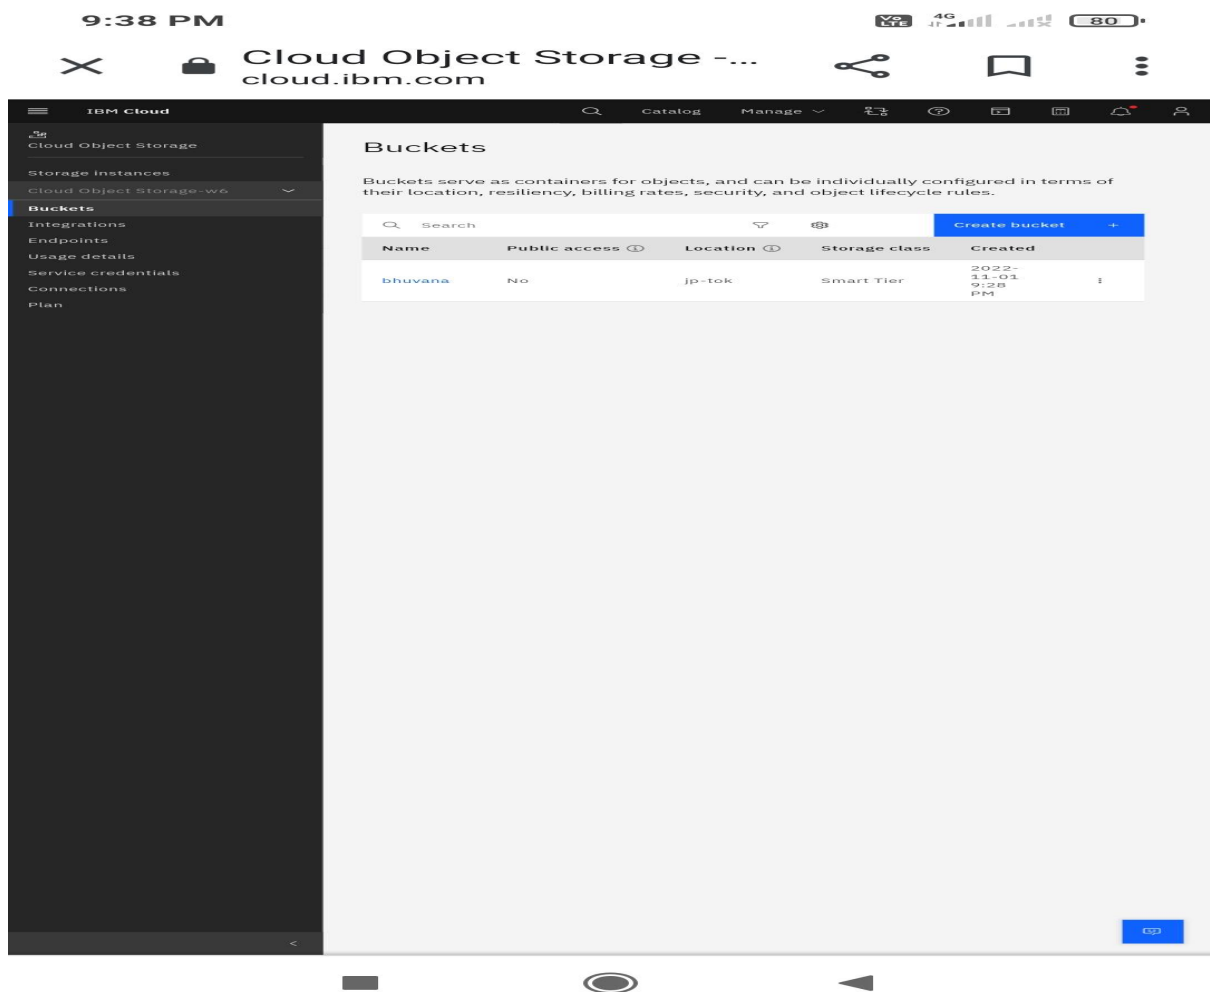 9:38 PM
Vo LTE 4G 80
Cloud Object Storage -...
cloud.ibm.com
IBM Cloud Catalog Manage
Cloud Object Storage
Storage instances
Cloud Object Storage-w6
Buckets
Integrations
Endpoints
Usage details
Service credentials
Connections
Plan
Buckets
Buckets serve as containers for objects, and can be individually configured in terms of
their location, resiliency, billing rates, security, and object lifecycle rules.
Search Create bucket +
Name Public access Location Storage class Created
bhuvana No jp-tok Smart Tier 2022-
11-01
9:28
PM